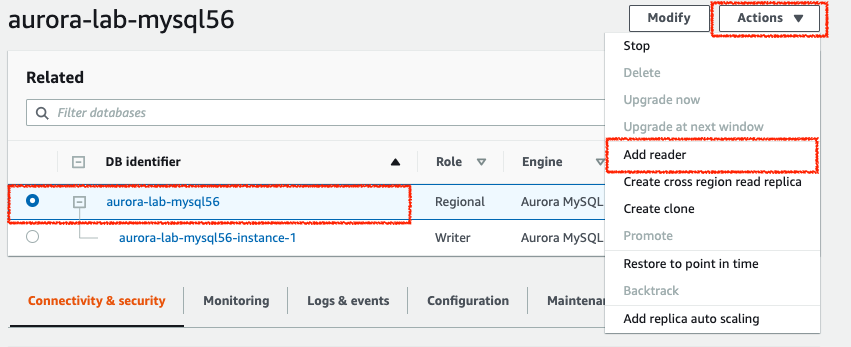 aurora-lab-mysql56
Modify
Actions
Stop
Delete
Upgrade now
Upgrade at next window
Add reader
Create cross region read replica
Create clone
Promote
Restore to point in time
Backtrack
Add replica auto scaling
Related
Filter databases
DB identifier Role Engine
aurora-lab-mysql56 Regional Aurora MySQL
aurora-lab-mysql56-instance-1 Writer Aurora MySQL
Connectivity & security Monitoring Logs & events Configuration Maintenan